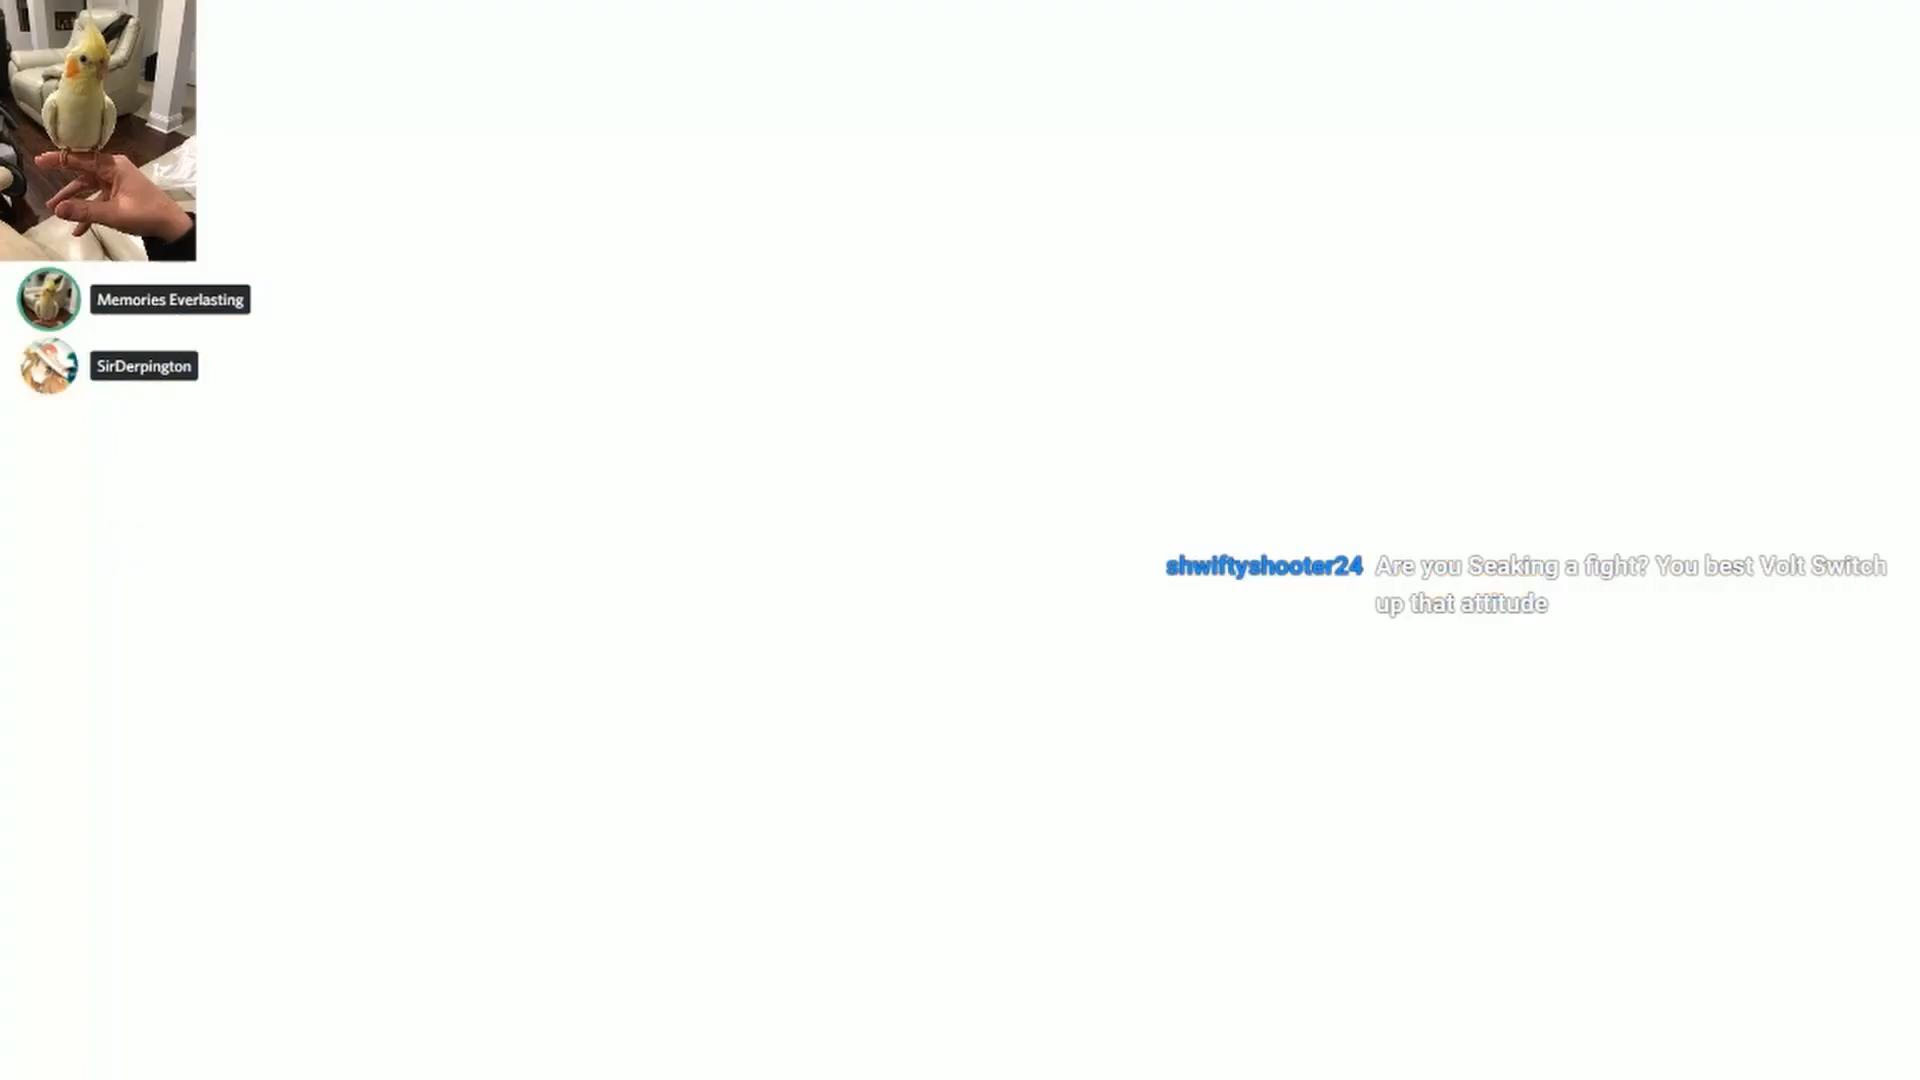 Memories Everlasting
SirDerpington
shwiftyshooter24 Are you Seaking a fight? You best Volt Switch
up that attitude